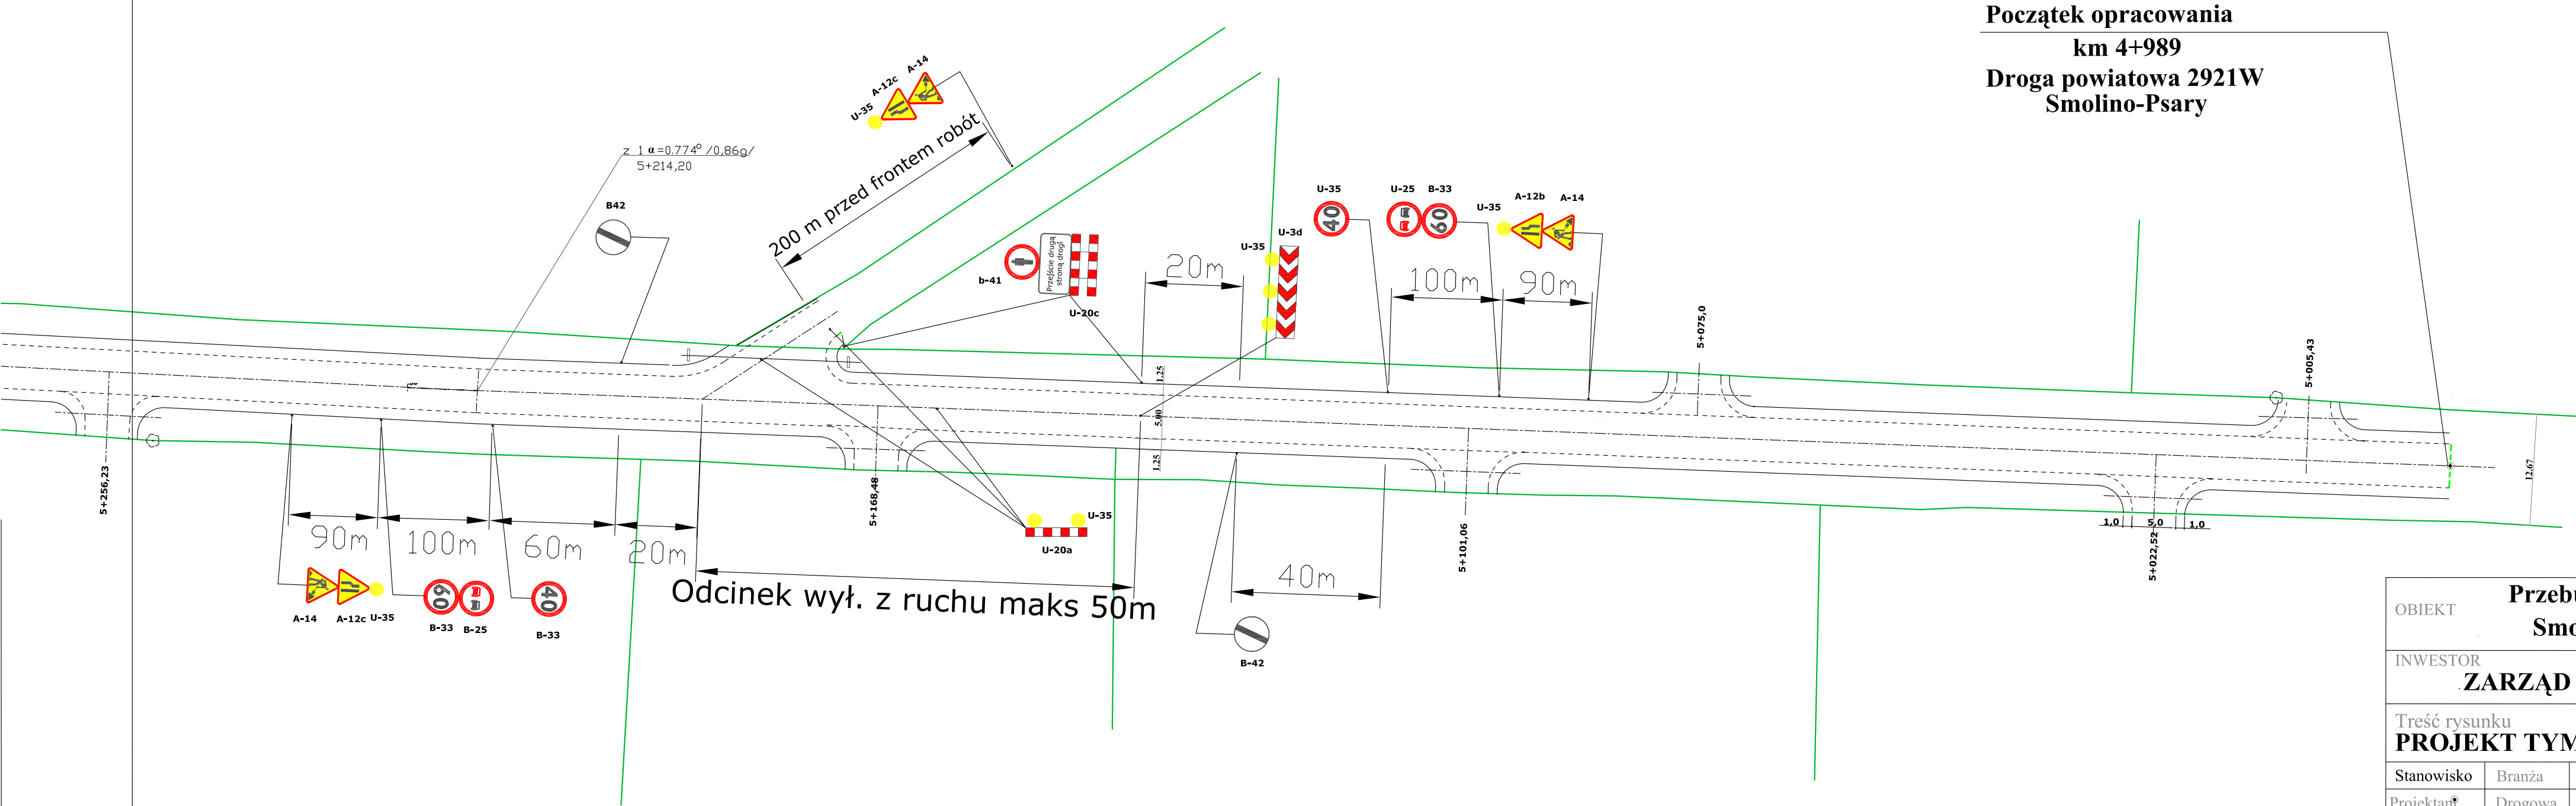 Początek opracowania
km 4+989
Droga powiatowa 2921W
Smolino-Psary
A-14
A-12c
U-35
200 m przed frontem robót
z 1 α=0.774° /0,86g/
5+214,20
B42
b-41
Przejście drugą
stroną drogi
U-20c
20m
U-35
U-3d
U-35
40
U-25
B-33
60
U-35
A-12b
A-14
100m
90m
5+075,0
5+005,43
1.25
5.00
1.25
12.67
5+256,23
5+168,48
5+101,06
5+022,52
1,0
5,0
1,0
90m
100m
60m
20m
U-35
U-20a
Odcinek wył. z ruchu maks 50m
40m
B-42
A-14
A-12c
U-35
60
B-33
B-25
40
B-33
OBIEKT
Przebu
Smo
INWESTOR
ZARZĄD
Treść rysunku
PROJEKT TYM
Stanowisko
Branża
Projektant
Drogowa